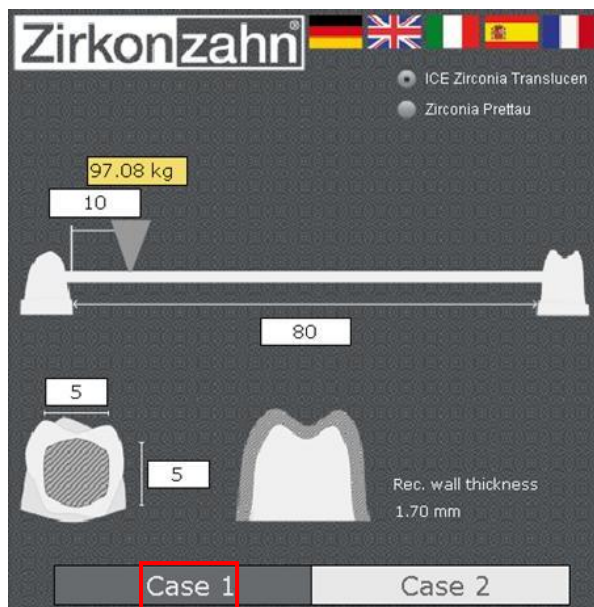 Zirkonzahn®
ICE Zirconia Translucen
Zirconia Prettau
97.08 kg
10
80
5
5
Rec. wall thickness
1.70 mm
Case 1
Case 2